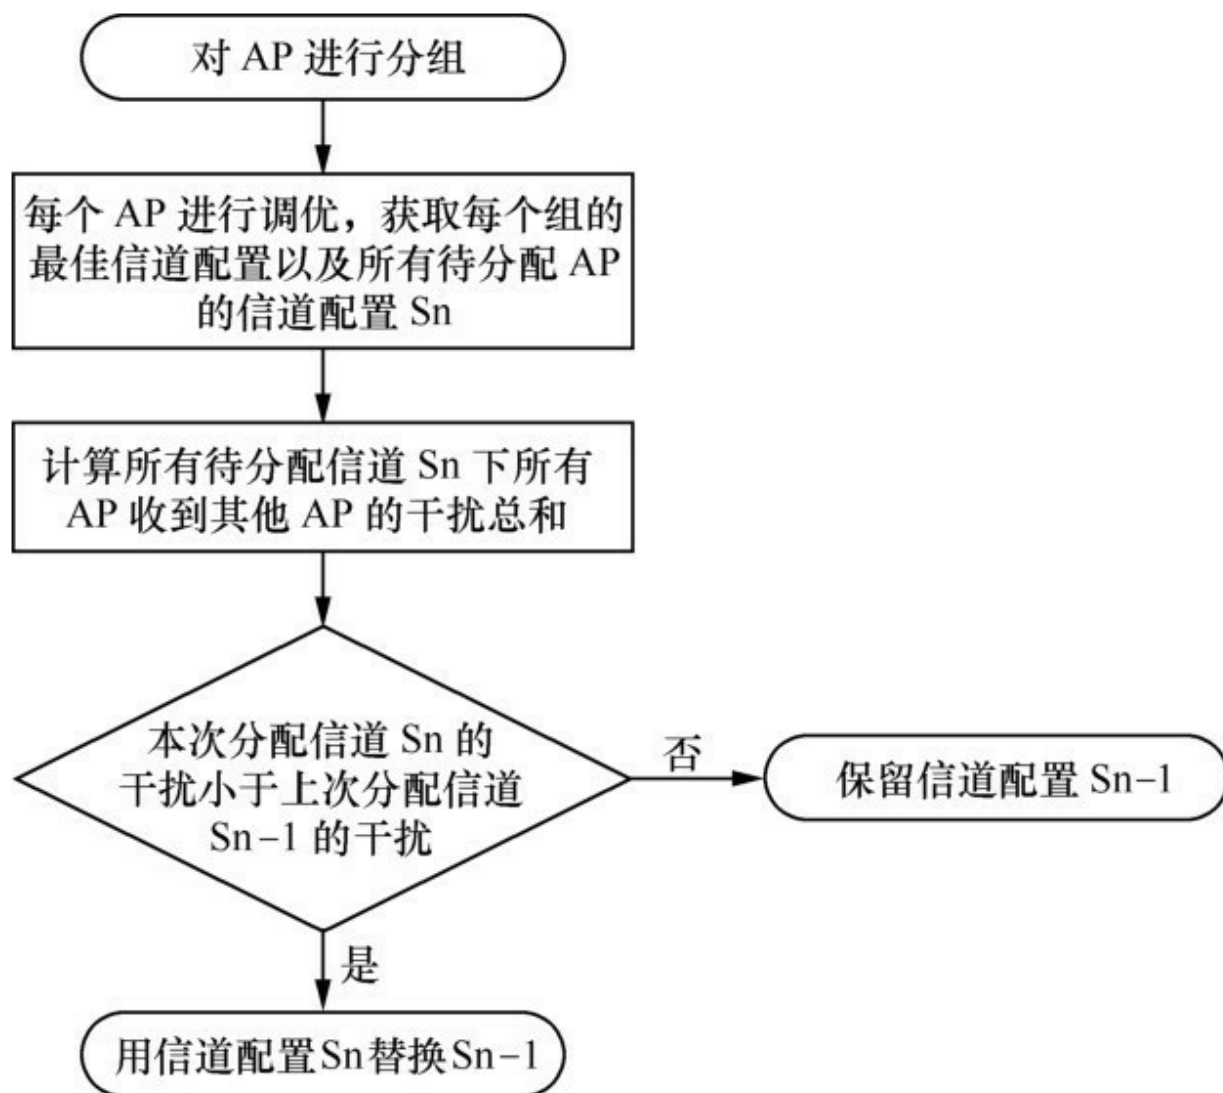 对 AP 进行分组
每个 AP 进行调优，获取每个组的
最佳信道配置以及所有待分配 AP
的信道配置 Sn
计算所有待分配信道 Sn 下所有
AP 收到其他 AP 的干扰总和
本次分配信道 Sn 的
干扰小于上次分配信道
Sn-1 的干扰
否
保留信道配置 Sn-1
是
用信道配置Sn替换Sn-1